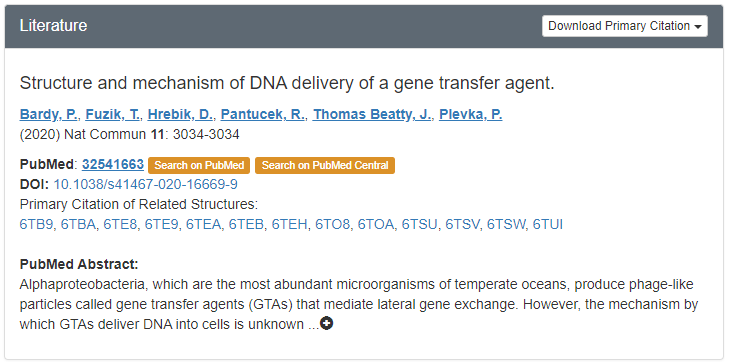 Literature
Download Primary Citation
Structure and mechanism of DNA delivery of a gene transfer agent.
Bardy, P., Fuzik, T., Hrebik, D., Pantucek, R., Thomas Beatty, J., Plevka, P.
(2020) Nat Commun 11: 3034-3034
PubMed: 32541663 Search on PubMed Search on PubMed Central
DOI: 10.1038/s41467-020-16669-9
Primary Citation of Related Structures:
6TB9, 6TBA, 6TE8, 6TE9, 6TEA, 6TEB, 6TEH, 6TO8, 6TOA, 6TSU, 6TSV, 6TSW, 6TUI
PubMed Abstract:
Alphaproteobacteria, which are the most abundant microorganisms of temperate oceans, produce phage-like
particles called gene transfer agents (GTAs) that mediate lateral gene exchange. However, the mechanism by
which GTAs deliver DNA into cells is unknown ...